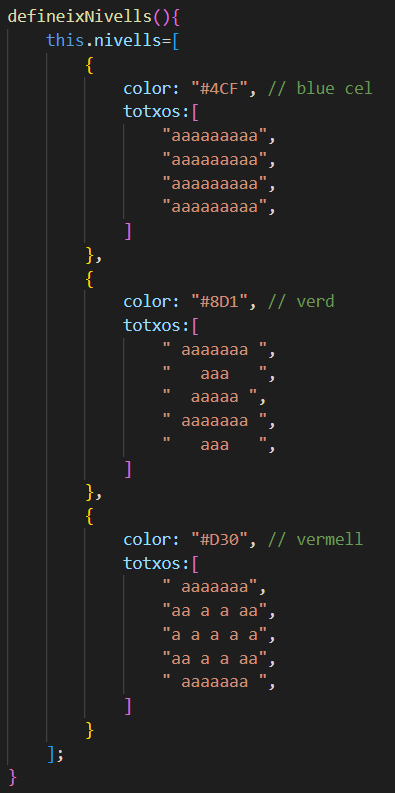 defineixNivells(){
    this.nivells=[
        {
            color: "#4CF", // blue cel
            totxos:[
                "aaaaaaaaa",
                "aaaaaaaaa",
                "aaaaaaaaa",
                "aaaaaaaaa",
            ]
        },
        {
            color: "#8D1", // verd
            totxos:[
                " aaaaaaa ",
                "   aaa   ",
                "  aaaaa ",
                " aaaaaaa ",
                "   aaa   ",
            ]
        },
        {
            color: "#D30", // vermell
            totxos:[
                " aaaaaaa",
                "aa a a aa",
                "a a a a a",
                "aa a a aa",
                " aaaaaaa ",
            ]
        }
    ];
}